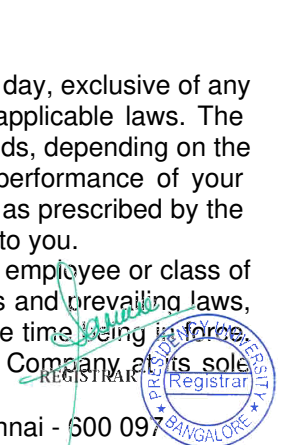 day, exclusive of any
applicable laws. The
ds, depending on the
performance of your
as prescribed by the
to you.
employee or class of
s and prevailing laws,
e time being in force,
Company at its sole
REGISTRAR
PRESIDENCY UNIVERSITY
Registrar
BANGALORE
nnai - 600 097